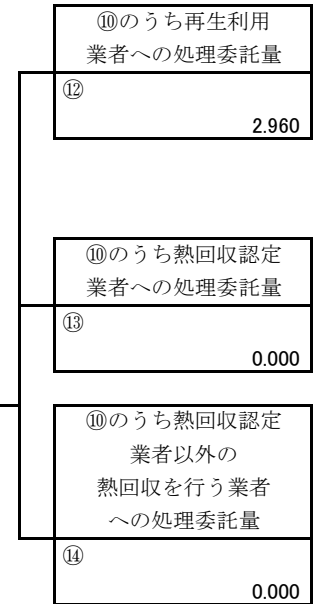 ⑩のうち再生利用
業者への処理委託量
⑫
2.960
⑩のうち熱回収認定
業者への処理委託量
⑬
0.000
⑩のうち熱回収認定
業者以外の
熱回収を行う業者
への処理委託量
⑭
0.000